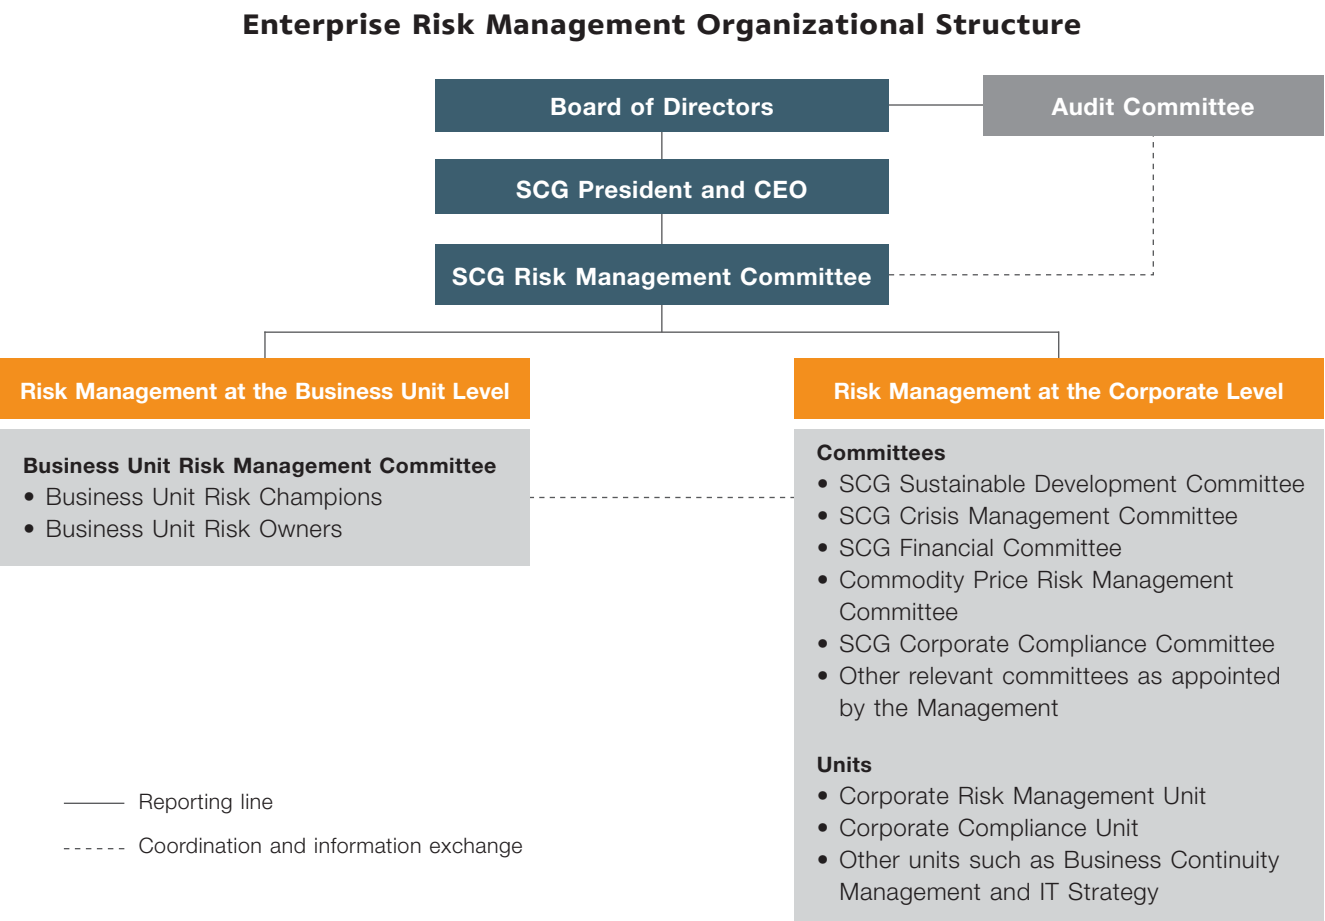 Enterprise Risk Management Organizational Structure
Board of Directors
Audit Committee
SCG President and CEO
SCG Risk Management Committee
Risk Management at the Business Unit Level
Business Unit Risk Management Committee
• Business Unit Risk Champions
• Business Unit Risk Owners
Risk Management at the Corporate Level
Committees
• SCG Sustainable Development Committee
• SCG Crisis Management Committee
• SCG Financial Committee
• Commodity Price Risk Management
Committee
• SCG Corporate Compliance Committee
• Other relevant committees as appointed
by the Management
Units
• Corporate Risk Management Unit
• Corporate Compliance Unit
• Other units such as Business Continuity
Management and IT Strategy
Reporting line
Coordination and information exchange